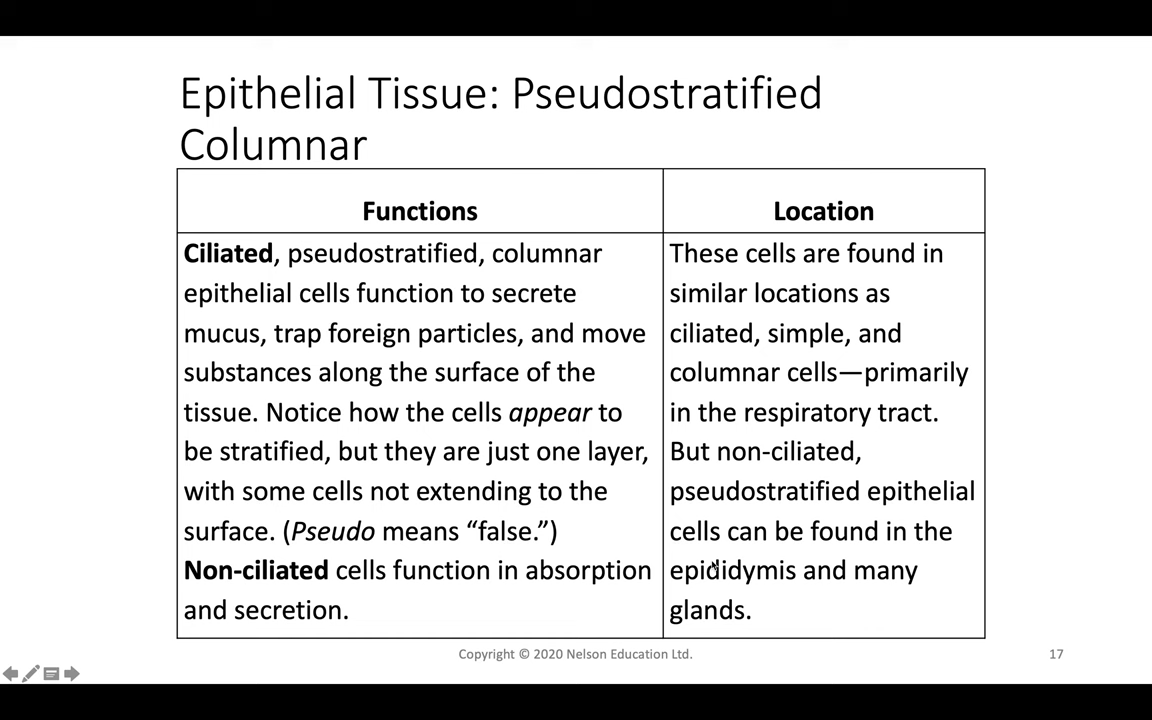 Epithelial Tissue: Pseudostratified
Columnar
Functions
Location
Ciliated, pseudostratified, columnar
epithelial cells function to secrete
mucus, trap foreign particles, and move
substances along the surface of the
tissue. Notice how the cells appear to
be stratified, but they are just one layer,
with some cells not extending to the
surface. (Pseudo means “false.”)
Non-ciliated cells function in absorption
and secretion.
These cells are found in
similar locations as
ciliated, simple, and
columnar cells—primarily
in the respiratory tract.
But non-ciliated,
pseudostratified epithelial
cells can be found in the
epididymis and many
glands.
Copyright © 2020 Nelson Education Ltd.
17